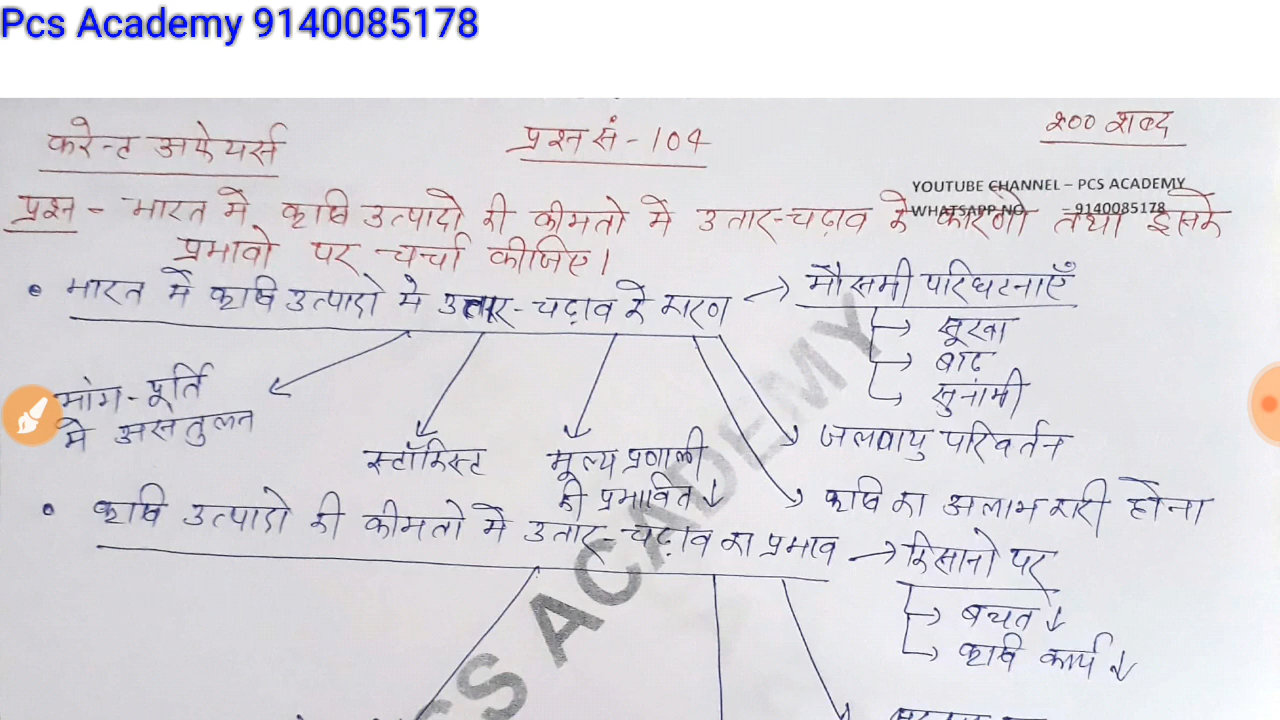 Pcs Academy 9140085178
करेन्ट अफेयर्स
प्रश्न सं - 104
200 शब्द
YOUTUBE CHANNEL – PCS ACADEMY
WHATSAPP NO – 9140085178
प्रश्न - भारत में कृषि उत्पादो की कीमतो में उतार-चढ़ाव के कारणो तथा इसके
प्रभावो पर चर्चा कीजिए।
• भारत में कृषि उत्पादो में उतार-चढ़ाव के कारण → मौसमी परिघटनाएँ
→ सूखा
→ बाढ़
→ सुनामी
मांग-पूर्ति
में असंतुलन
स्टॉकिस्ट
मूल्य प्रणाली
की प्रभाविता ↓
जलवायु परिवर्तन
कृषि का अलाभकारी होना
• कृषि उत्पादो की कीमतो में उतार-चढ़ाव का प्रभाव → किसानो पर
→ बचत ↓
→ कृषि कार्य ↓
PCS ACADEMY